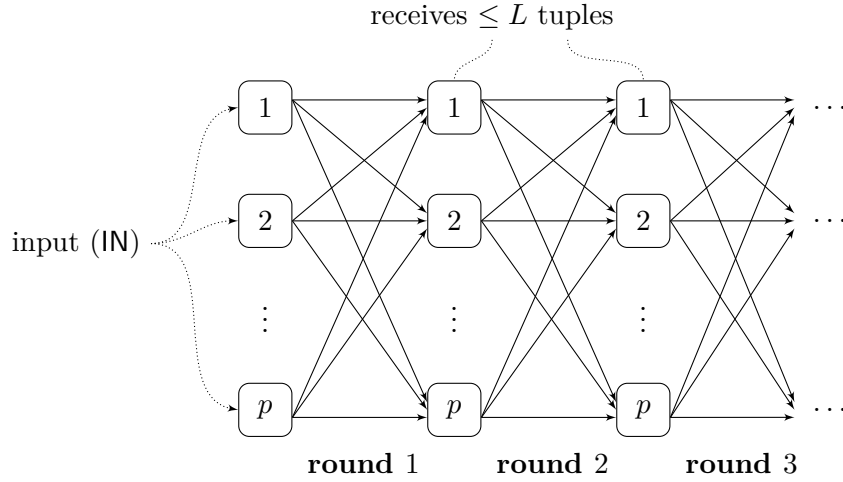 receives ≤ L tuples
1 1 1 ...
2 2 2 ...
input (IN)
⋮ ⋮ ⋮
p p p ...
round 1 round 2 round 3